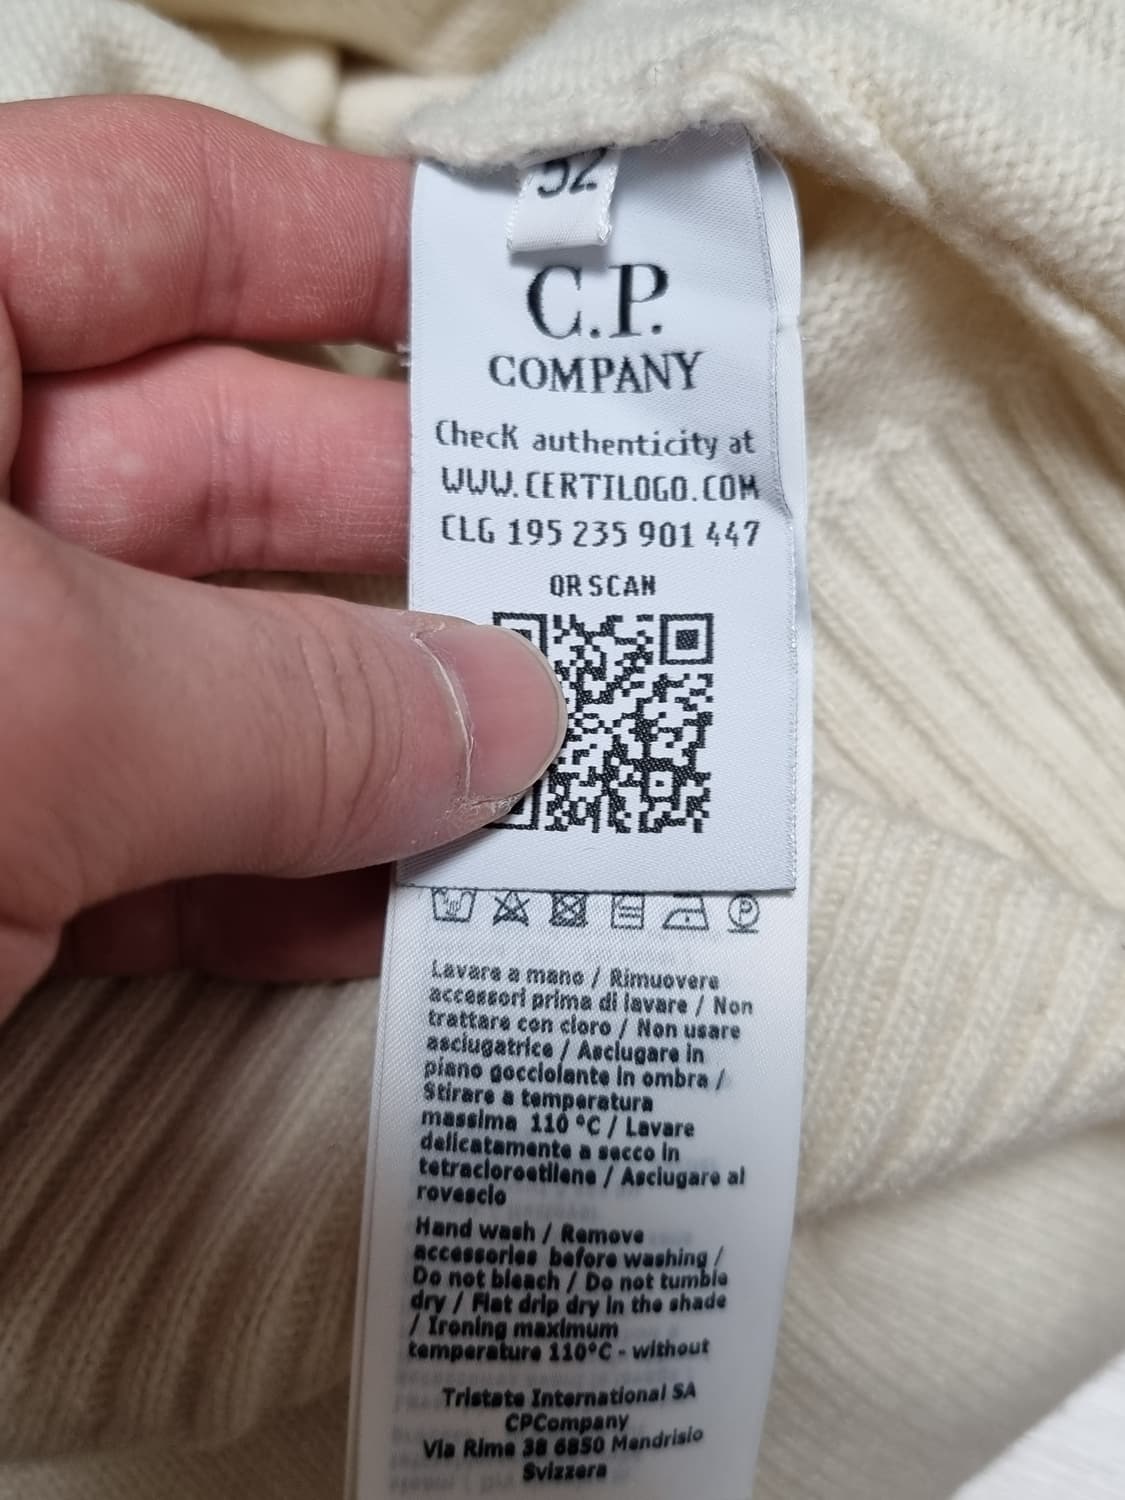 52
C.P.
COMPANY
Check authenticity at
WWW.CERTILOGO.COM
CLG 195 235 901 447
QR SCAN
P
Lavare a mano / Rimuovere
accessori prima di lavare / Non
trattare con cloro / Non usare
asciugatrice / Asciugare in
piano gocciolante in ombra /
Stirare a temperatura
massima 110 °C / Lavare
delicatamente a secco in
tetracloroetilene / Asciugare al
rovescio
Hand wash / Remove
accessories before washing /
Do not bleach / Do not tumble
dry / Flat drip dry in the shade
/ Ironing maximum
temperature 110°C - without
Tristate International SA
CPCompany
Via Rime 38 6850 Mendrisio
Svizzera